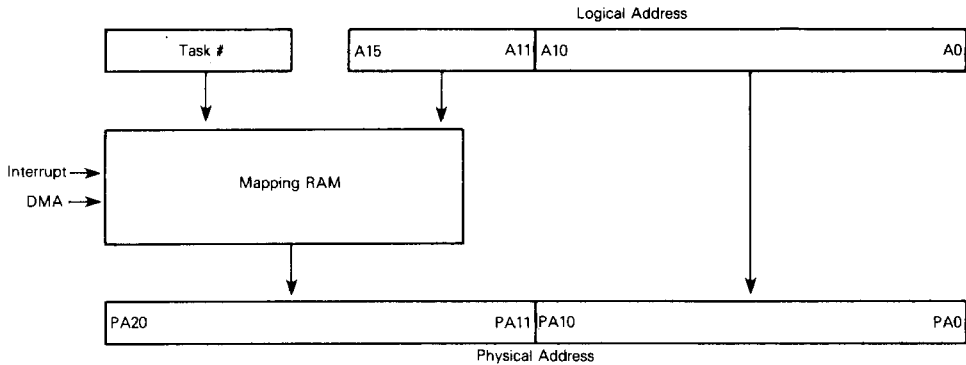 Logical Address
Task #
A15
A11
A10
A0
Interrupt
DMA
Mapping RAM
PA20
PA11
PA10
PA0
Physical Address